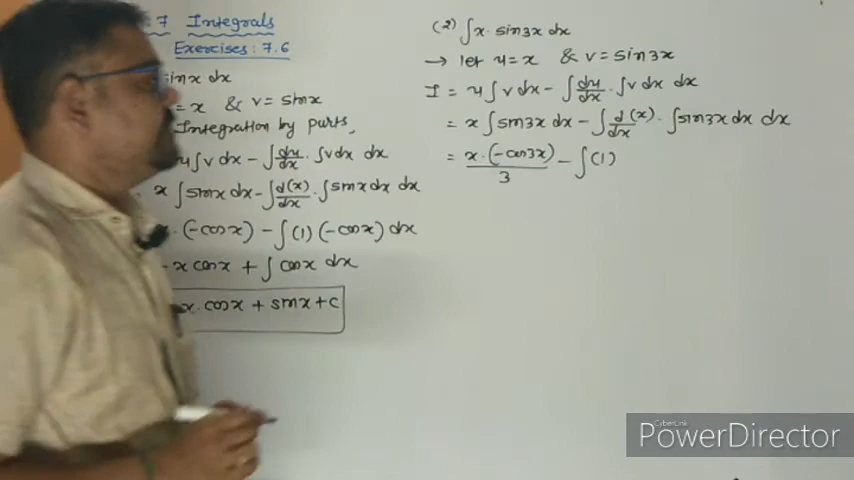 : 7 Integrals
Exercises : 7.6
sinx dx
= x & v = sinx
Integration by parts,
u∫v dx - ∫du/dx . ∫v dx dx
x ∫sinx dx - ∫d(x)/dx . ∫sinx dx dx
. (-cosx) - ∫(1) (-cosx) dx
- x cosx + ∫cosx dx
x. cosx + sinx + c
(2) ∫x . sin3x dx
→ let u = x & v = sin3x
I = u∫v dx - ∫du/dx . ∫v dx dx
= x ∫sin3x dx - ∫d(x)/dx . ∫sin3x dx dx
= x . (-cos3x)/3 - ∫(1)
CyberLink
PowerDirector